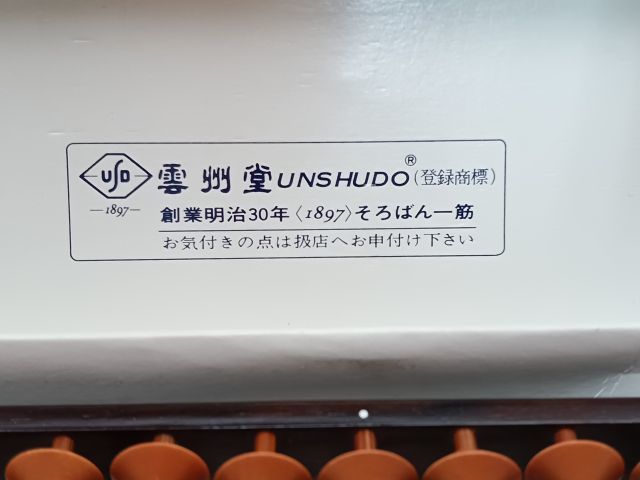 USD 雲州堂 UNSHUDO®(登録商標)
—1897— 創業明治30年〈1897〉そろばん一筋
お気付きの点は扱店へお申付け下さい